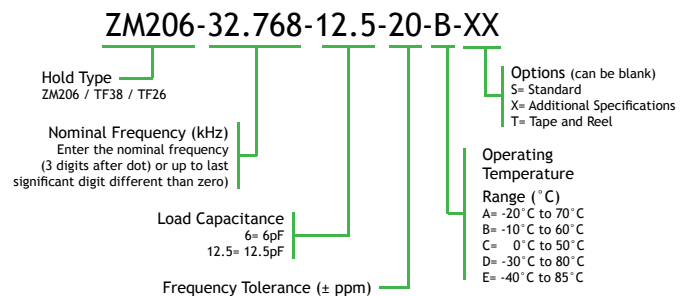 ZM206-32.768-12.5-20-B-XX
Hold Type
ZM206 / TF38 / TF26
Nominal Frequency (kHz)
Enter the nominal frequency
(3 digits after dot) or up to last
significant digit different than zero)
Load Capacitance
6= 6pF
12.5= 12.5pF
Frequency Tolerance (± ppm)
Options (can be blank)
S= Standard
X= Additional Specifications
T= Tape and Reel
Operating
Temperature
Range (°C)
A= -20°C to 70°C
B= -10°C to 60°C
C= 0°C to 50°C
D= -30°C to 80°C
E= -40°C to 85°C